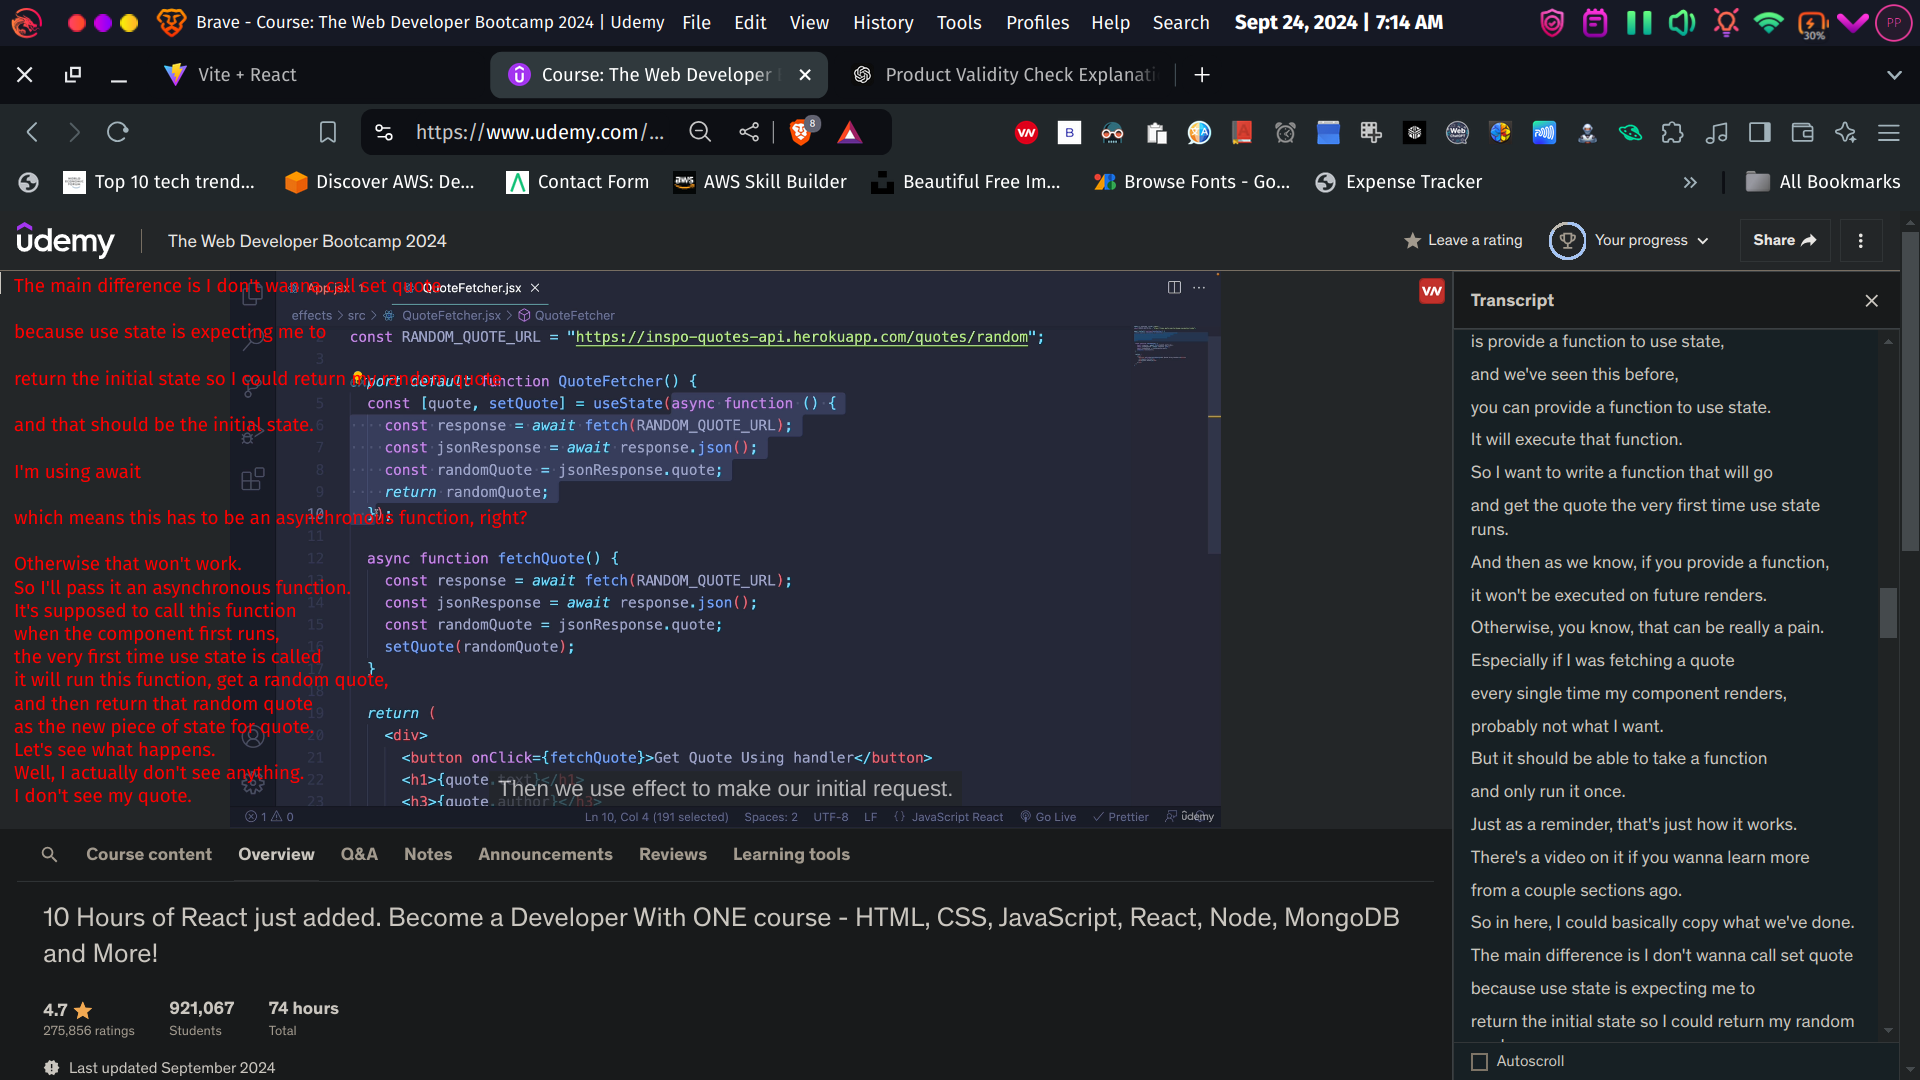 Brave - Course: The Web Developer Bootcamp 2024 | Udemy File Edit View History Tools Profiles Help Search Sept 24, 2024 | 7:14 AM 30% PP
Vite + React
Course: The Web Developer
Product Validity Check Explanati
https://www.udemy.com/... 8
Top 10 tech trend...
Discover AWS: De...
Contact Form
AWS Skill Builder
Beautiful Free Im...
Browse Fonts - Go...
Expense Tracker
All Bookmarks
udemy
The Web Developer Bootcamp 2024
Leave a rating
Your progress
Share
The main difference is I don't wanna call set quote
because use state is expecting me to
return the initial state so I could return my random quote
and that should be the initial state.
I'm using await
which means this has to be an asynchronous function, right?
Otherwise that won't work.
So I'll pass it an asynchronous function.
It's supposed to call this function
when the component first runs,
the very first time use state is called
it will run this function, get a random quote,
and then return that random quote
as the new piece of state for quote.
Let's see what happens.
Well, I actually don't see anything.
I don't see my quote.
App.jsx 1
QuoteFetcher.jsx
effects > src > QuoteFetcher.jsx > QuoteFetcher
const RANDOM_QUOTE_URL = "https://inspo-quotes-api.herokuapp.com/quotes/random";
3
export default function QuoteFetcher() {
5 const [quote, setQuote] = useState(async function () {
6 const response = await fetch(RANDOM_QUOTE_URL);
7 const jsonResponse = await response.json();
8 const randomQuote = jsonResponse.quote;
9 return randomQuote;
10 });
11
12 async function fetchQuote() {
13 const response = await fetch(RANDOM_QUOTE_URL);
14 const jsonResponse = await response.json();
15 const randomQuote = jsonResponse.quote;
16 setQuote(randomQuote);
17 }
18
19 return (
20 <div>
21 <button onClick={fetchQuote}>Get Quote Using handler</button>
22 <h1>{quote.text}</h1>
23 <h3>{quote.author}</h3>
Then we use effect to make our initial request.
1 0 Ln 10, Col 4 (191 selected) Spaces: 2 UTF-8 LF {} JavaScript React Go Live Prettier udemy
Transcript
is provide a function to use state,
and we've seen this before,
you can provide a function to use state.
It will execute that function.
So I want to write a function that will go
and get the quote the very first time use state
runs.
And then as we know, if you provide a function,
it won't be executed on future renders.
Otherwise, you know, that can be really a pain.
Especially if I was fetching a quote
every single time my component renders,
probably not what I want.
But it should be able to take a function
and only run it once.
Just as a reminder, that's just how it works.
There's a video on it if you wanna learn more
from a couple sections ago.
So in here, I could basically copy what we've done.
The main difference is I don't wanna call set quote
because use state is expecting me to
return the initial state so I could return my random
Autoscroll
Course content
Overview
Q&A
Notes
Announcements
Reviews
Learning tools
10 Hours of React just added. Become a Developer With ONE course - HTML, CSS, JavaScript, React, Node, MongoDB
and More!
4.7 921,067 74 hours
275,856 ratings Students Total
Last updated September 2024